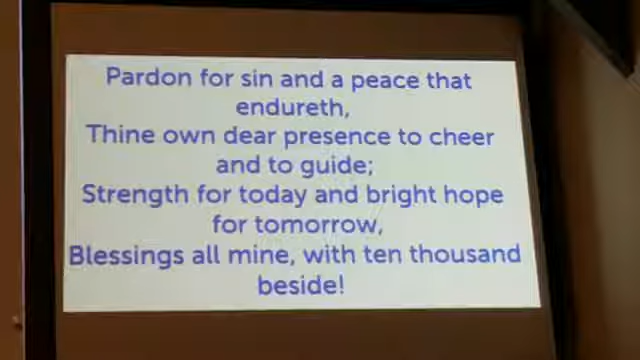 Pardon for sin and a peace that
endureth,
Thine own dear presence to cheer
and to guide;
Strength for today and bright hope
for tomorrow,
Blessings all mine, with ten thousand
beside!